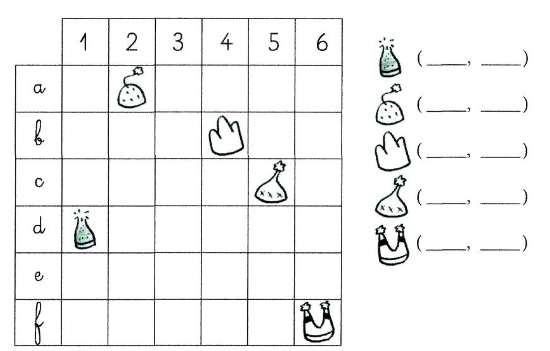 1 2 3 4 5 6
a
b
c
d
e
f
( ___, ___ )
( ___, ___ )
( ___, ___ )
( ___, ___ )
( ___, ___ )